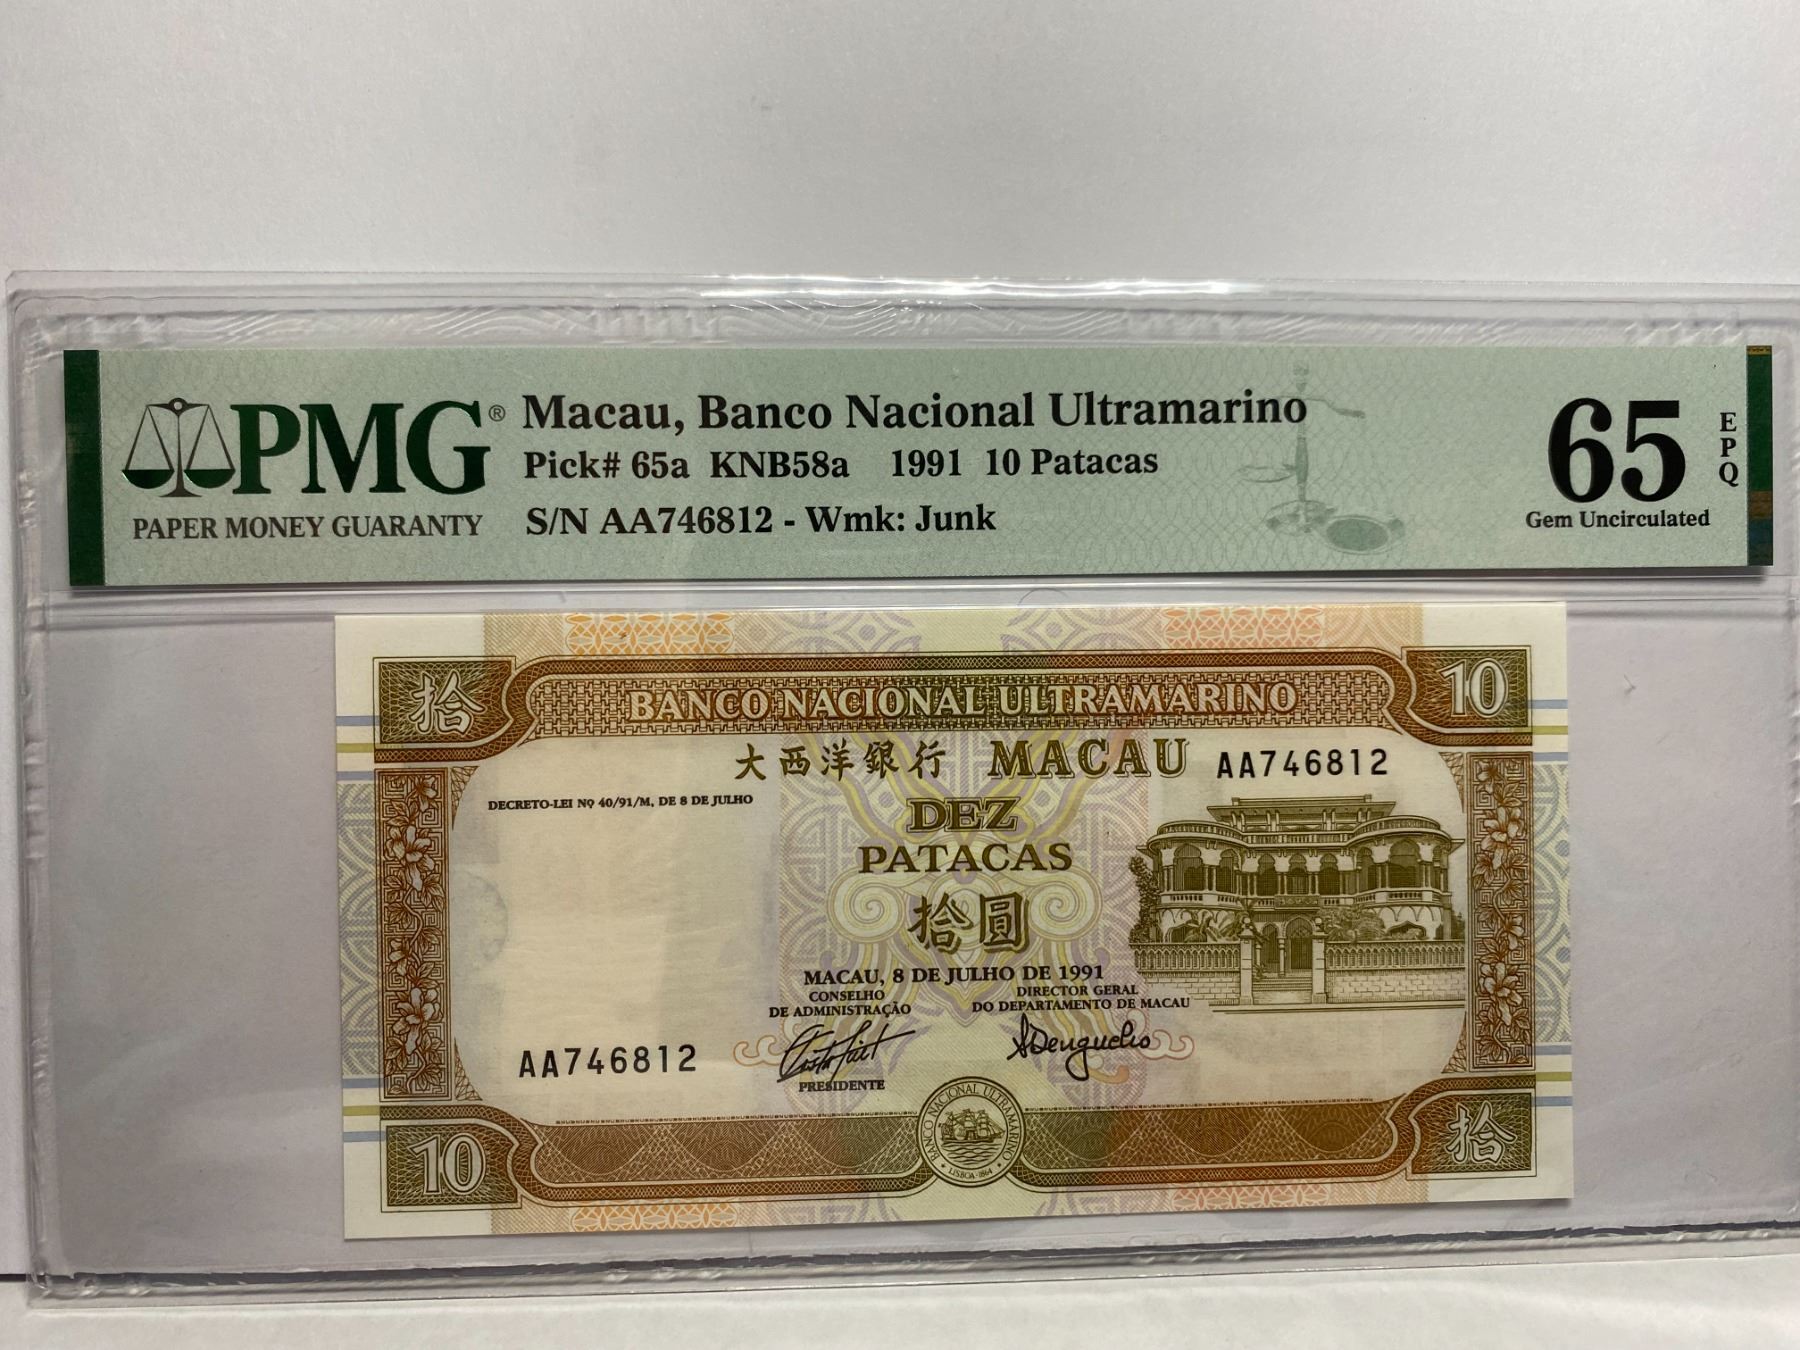 PMG® Macau, Banco Nacional Ultramarino
Pick# 65a KNB58a 1991 10 Patacas
PAPER MONEY GUARANTY S/N AA746812 - Wmk: Junk
65 EPQ
Gem Uncirculated
拾 BANCO NACIONAL ULTRAMARINO 10
大西洋銀行 MACAU AA746812
DECRETO-LEI Nº 40/91/M, DE 8 DE JULHO
DEZ
PATACAS
拾圓
MACAU, 8 DE JULHO DE 1991
CONSELHO DE ADMINISTRAÇÃO
DIRECTOR GERAL DO DEPARTAMENTO DE MACAU
AA746812
PRESIDENTE
10 BANCO NACIONAL ULTRAMARINO 拾
LISBOA · 1864